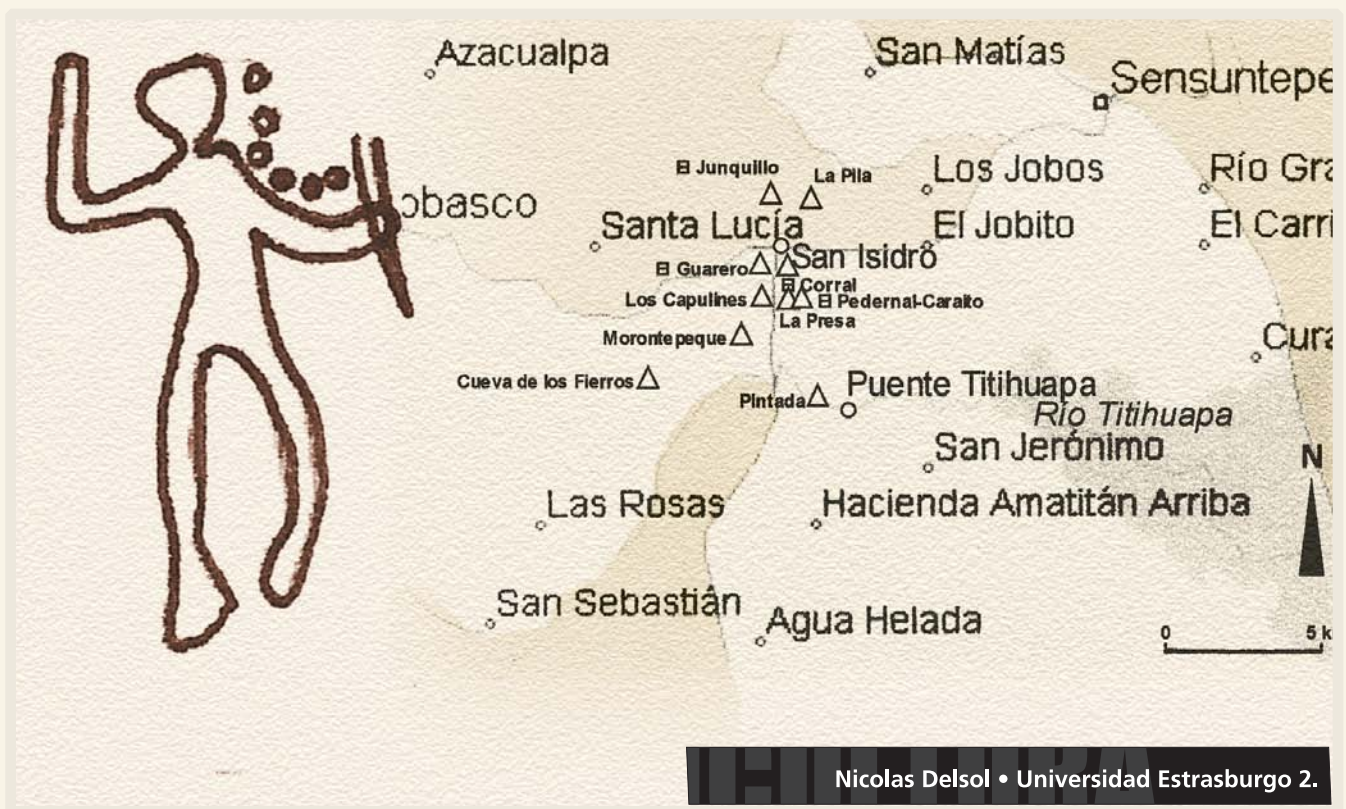 Azacualpa
San Matías
Sensuntepe
El Junquillo
La Pila
Los Jobos
Río Gra
obasco
Santa Lucía
El Jobito
El Carri
San Isidro
El Guarero
El Corral
Los Capulines
El Pedernal-Caraito
La Presa
Morontepeque
Cura
Cueva de los Fierros
Pintada
Puente Titihuapa
Río Titihuapa
San Jerónimo
N
Las Rosas
Hacienda Amatitán Arriba
San Sebastián
Agua Helada
0 5 k
CULTURA
Nicolas Delsol • Universidad Estrasburgo 2.